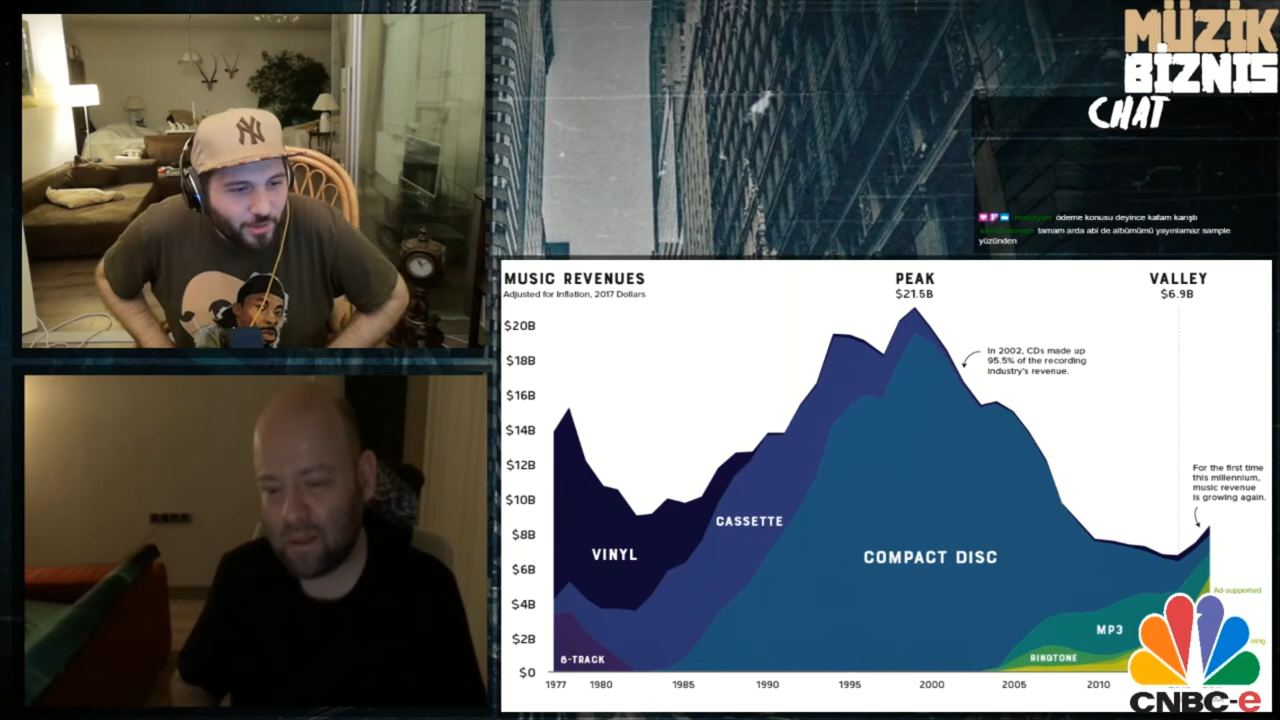 MÜZİK
BİZNIS
CHAT
NY
ödeme konusu deyince kafam karıştı
tamam arda abi de albümümü yayınlamaz sample
yüzünden
MUSIC REVENUES
Adjusted for Inflation, 2017 Dollars
PEAK
$21.5B
VALLEY
$6.9B
$20B
$18B
$16B
$14B
$12B
$10B
$8B
$6B
$4B
$2B
$0
In 2002, CDs made up
95.5% of the recording
industry's revenue.
For the first time
this millennium,
music revenue
is growing again.
CASSETTE
VINYL
COMPACT DISC
Ad-supported
MP3
RINGTONE
8-TRACK
1977 1980 1985 1990 1995 2000 2005 2010
CNBC-e